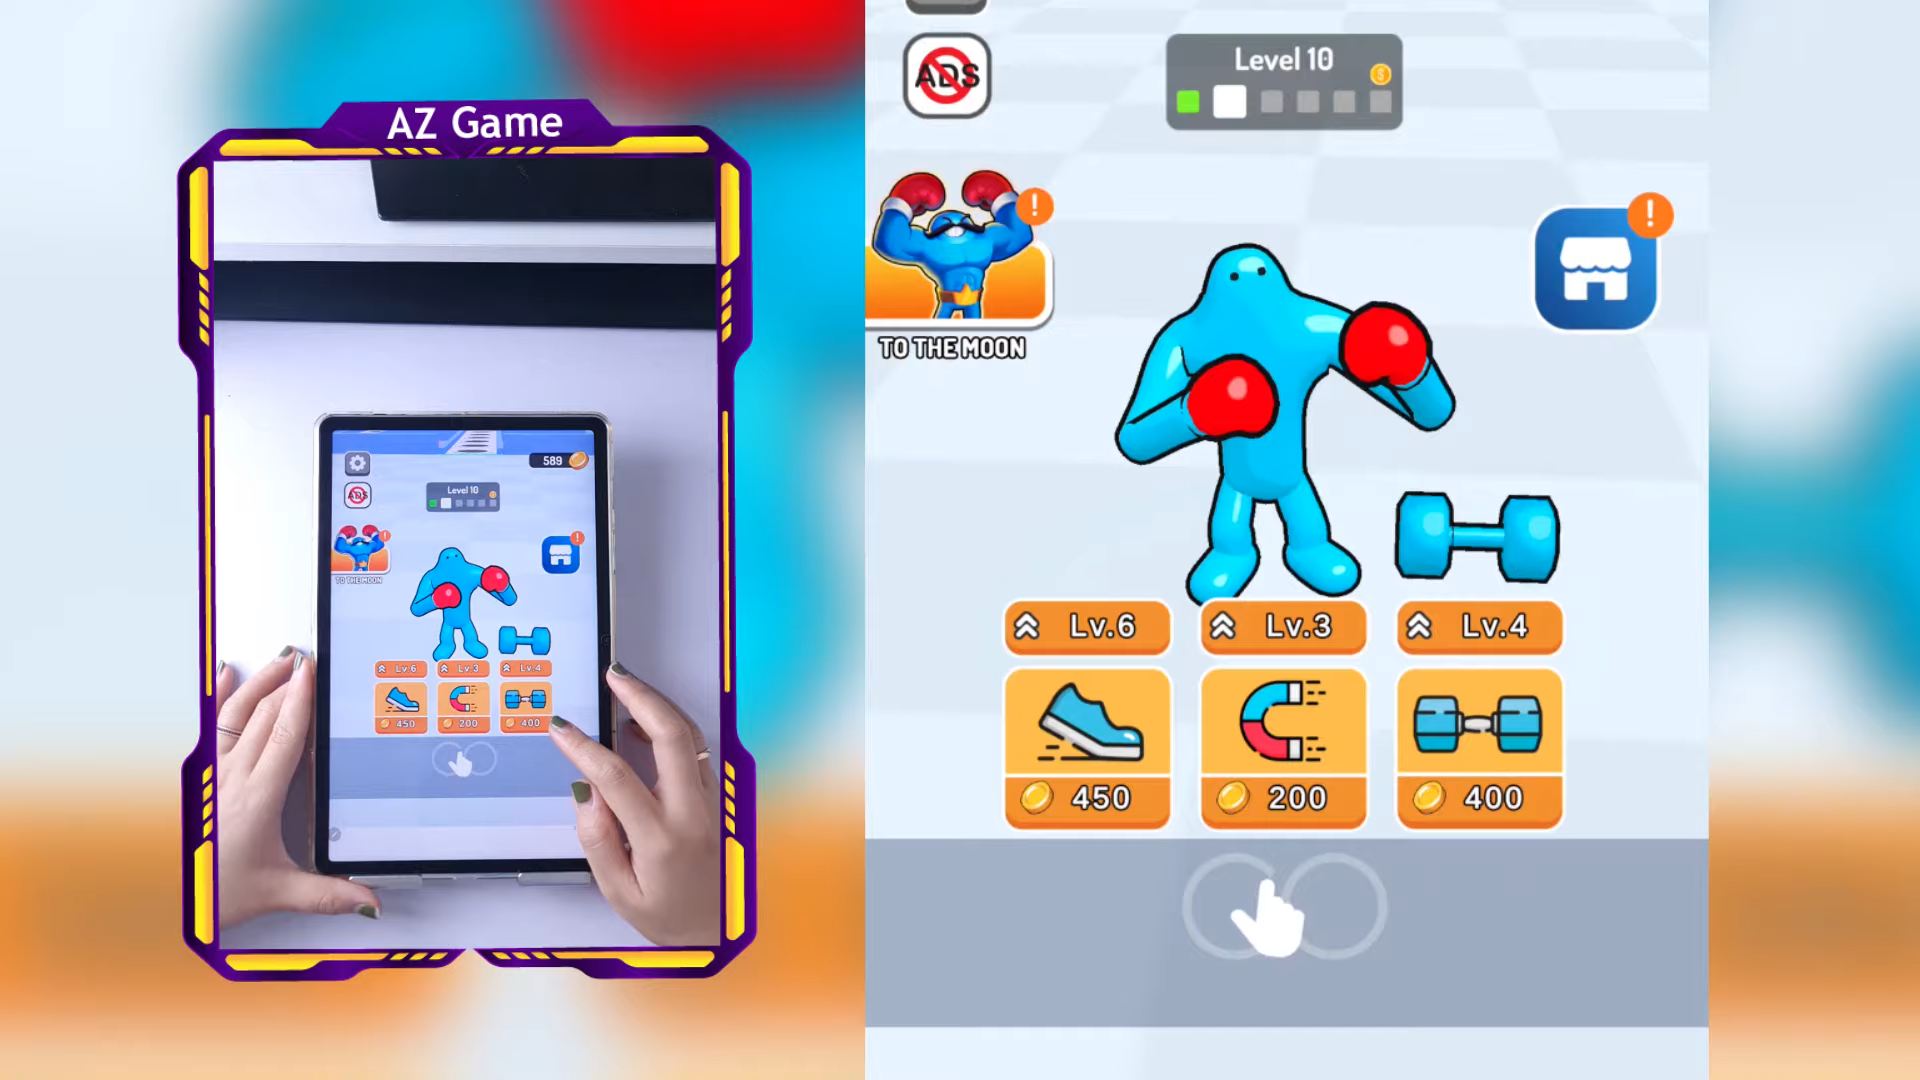 AZ Game
589
ADS
Level 10
TO THE MOON
Lv.6
Lv.3
Lv.4
450
200
400
ADS
Level 10
!
!
TO THE MOON
Lv.6
Lv.3
Lv.4
450
200
400